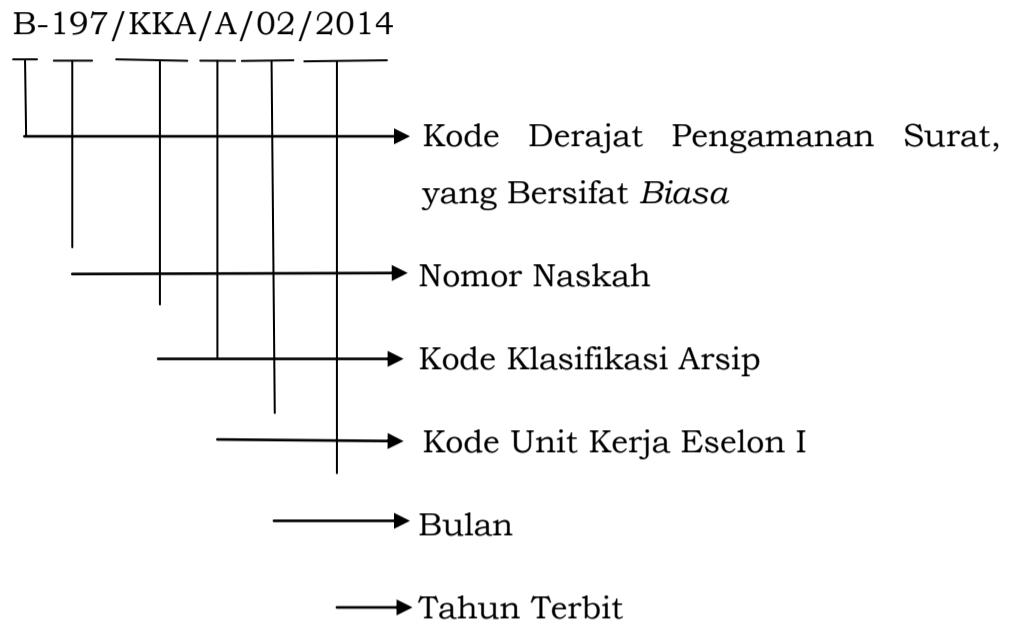 B-197/KKA/A/02/2014
Kode Derajat Pengamanan Surat,
yang Bersifat Biasa
Nomor Naskah
Kode Klasifikasi Arsip
Kode Unit Kerja Eselon I
Bulan
Tahun Terbit